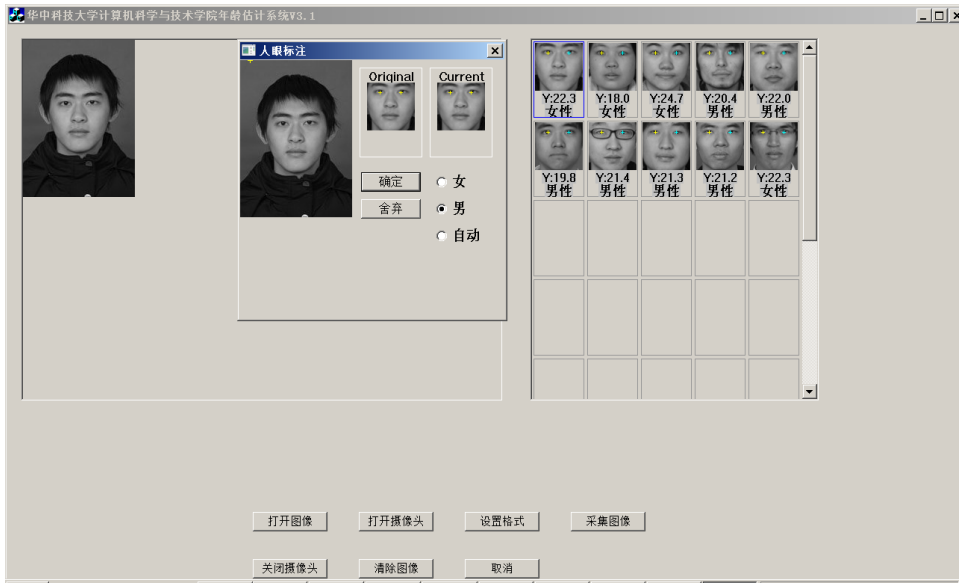 华中科技大学计算机科学与技术学院年龄估计系统V3.1
人眼标注
Original Current
确定
女
舍弃
男
自动
Y:22.3 Y:18.0 Y:24.7 Y:20.4 Y:22.0
女性 女性 女性 男性 男性
Y:19.8 Y:21.4 Y:21.3 Y:21.2 Y:22.3
男性 男性 男性 男性 女性
打开图像 打开摄像头 设置格式 采集图像
关闭摄像头 清除图像 取消